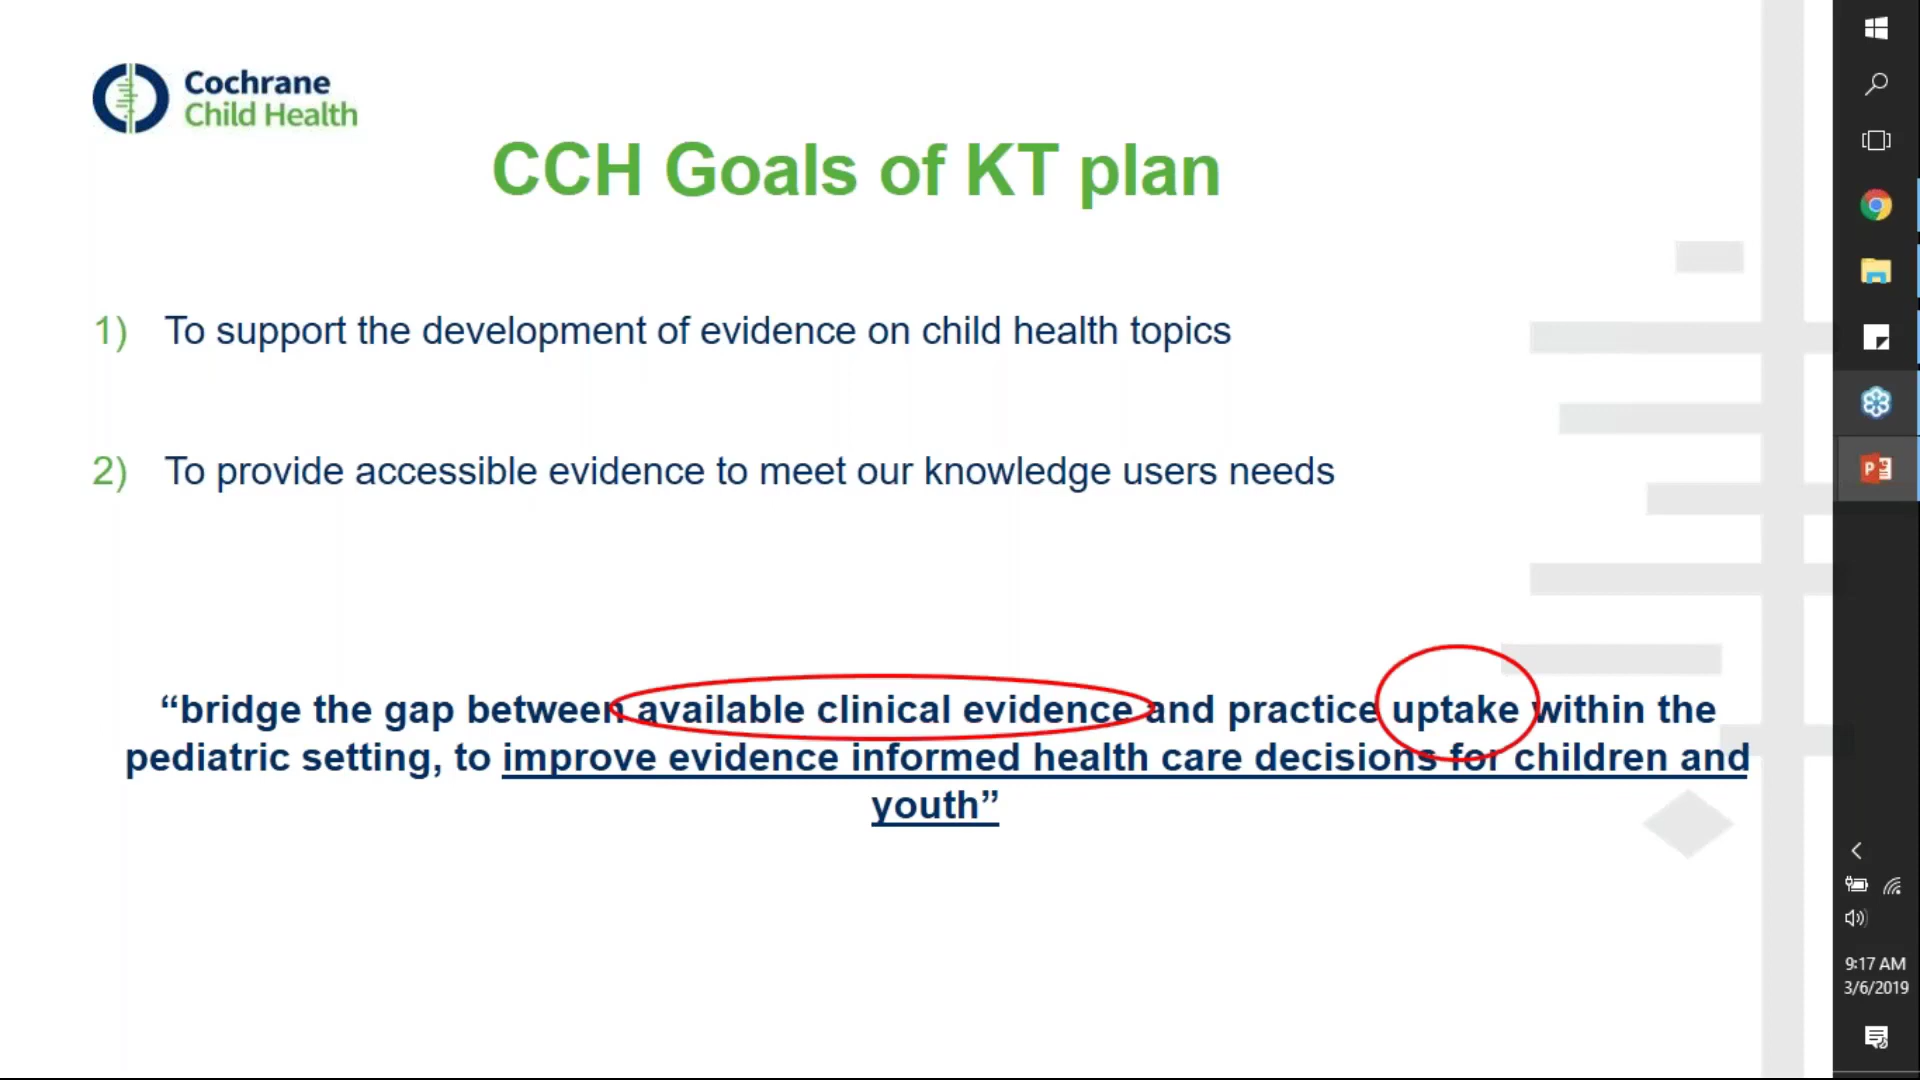 Cochrane
Child Health
CCH Goals of KT plan
1) To support the development of evidence on child health topics
2) To provide accessible evidence to meet our knowledge users needs
“bridge the gap between available clinical evidence and practice uptake within the
pediatric setting, to improve evidence informed health care decisions for children and
youth”
9:17 AM
3/6/2019